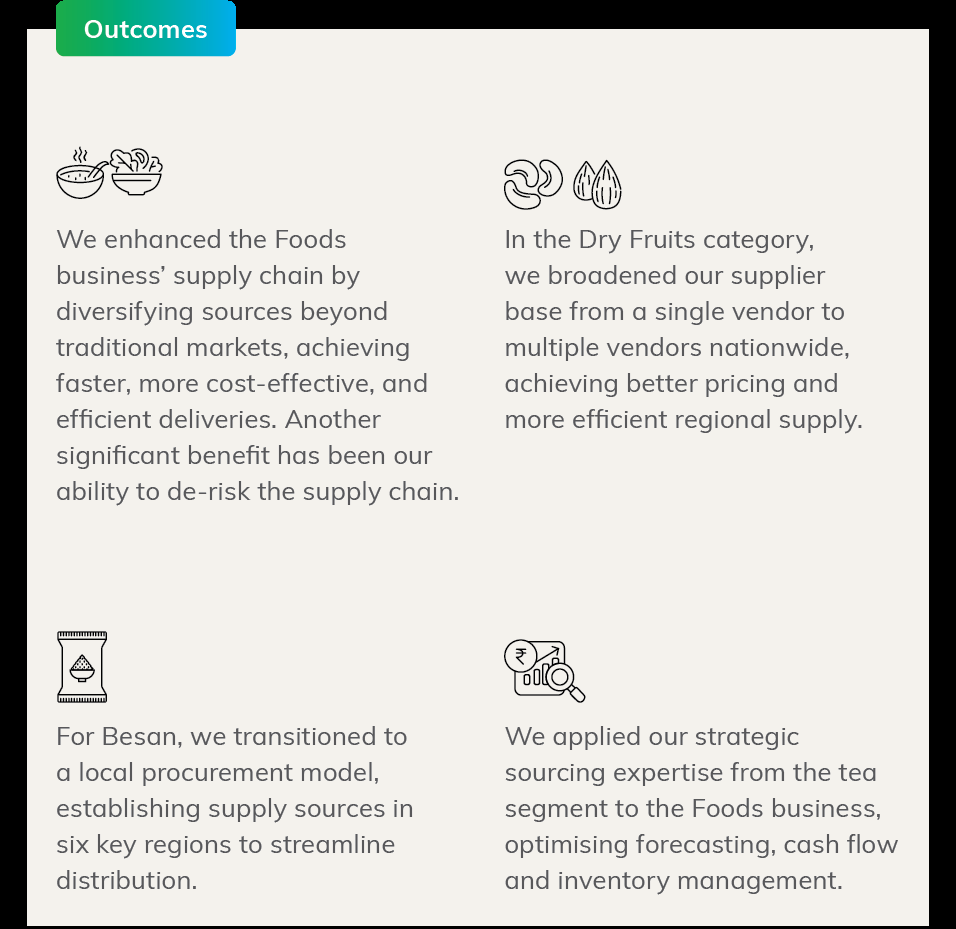 Outcomes
We enhanced the Foods
business’ supply chain by
diversifying sources beyond
traditional markets, achieving
faster, more cost-effective, and
efficient deliveries. Another
significant benefit has been our
ability to de-risk the supply chain.
In the Dry Fruits category,
we broadened our supplier
base from a single vendor to
multiple vendors nationwide,
achieving better pricing and
more efficient regional supply.
For Besan, we transitioned to
a local procurement model,
establishing supply sources in
six key regions to streamline
distribution.
₹
We applied our strategic
sourcing expertise from the tea
segment to the Foods business,
optimising forecasting, cash flow
and inventory management.